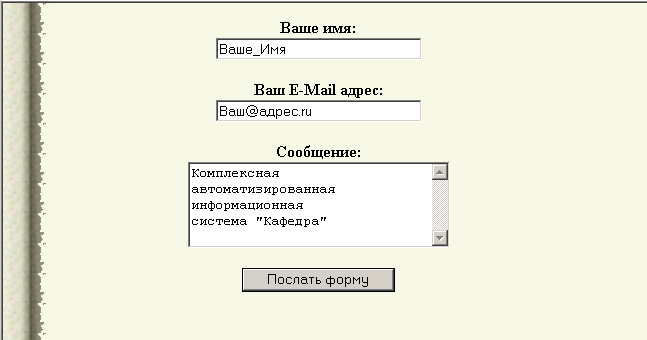 Ваше имя:
Ваше_Имя
Ваш E-Mail адрес:
Ваш@адрес.ru
Сообщение:
Комплексная
автоматизированная
информационная
система "Кафедра"
Послать форму